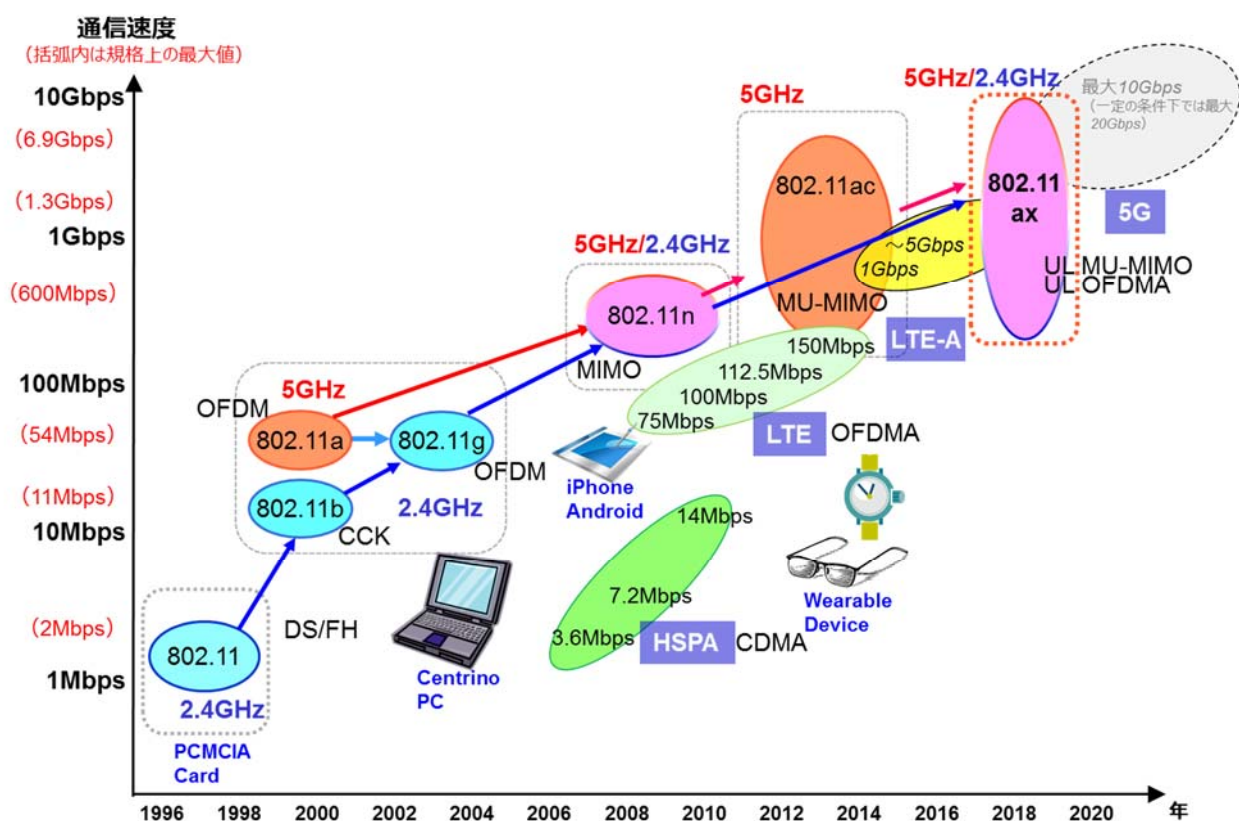 通信速度
（括弧内は規格上の最大値）
10Gbps
（6.9Gbps）
（1.3Gbps）
1Gbps
（600Mbps）
100Mbps
（54Mbps）
（11Mbps）
10Mbps
（2Mbps）
1Mbps
802.11
2.4GHz
PCMCIA
Card
DS/FH
OFDM
5GHz
802.11a
802.11g
OFDM
802.11b
CCK
2.4GHz
Centrino
PC
5GHz/2.4GHz
802.11n
MIMO
5GHz
802.11ac
MU-MIMO
～5Gbps
1Gbps
LTE-A
150Mbps
112.5Mbps
100Mbps
75Mbps
LTE
OFDMA
iPhone
Android
14Mbps
7.2Mbps
3.6Mbps
HSPA
CDMA
Wearable
Device
5GHz/2.4GHz
802.11
ax
UL MU-MIMO
UL OFDMA
最大10Gbps
（一定の条件下では最大
20Gbps）
5G
1996
1998
2000
2002
2004
2006
2008
2010
2012
2014
2016
2018
2020
年